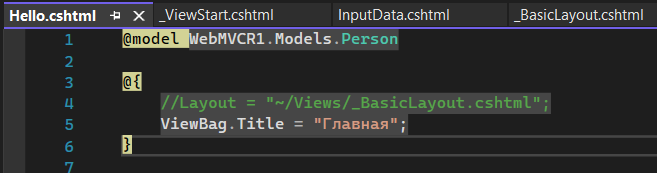 Hello.cshtml _ViewStart.cshtml InputData.cshtml _BasicLayout.cshtml
1 @model WebMVCR1.Models.Person
2
3 @{
4 //Layout = "~/Views/_BasicLayout.cshtml";
5 ViewBag.Title = "Главная";
6 }
7